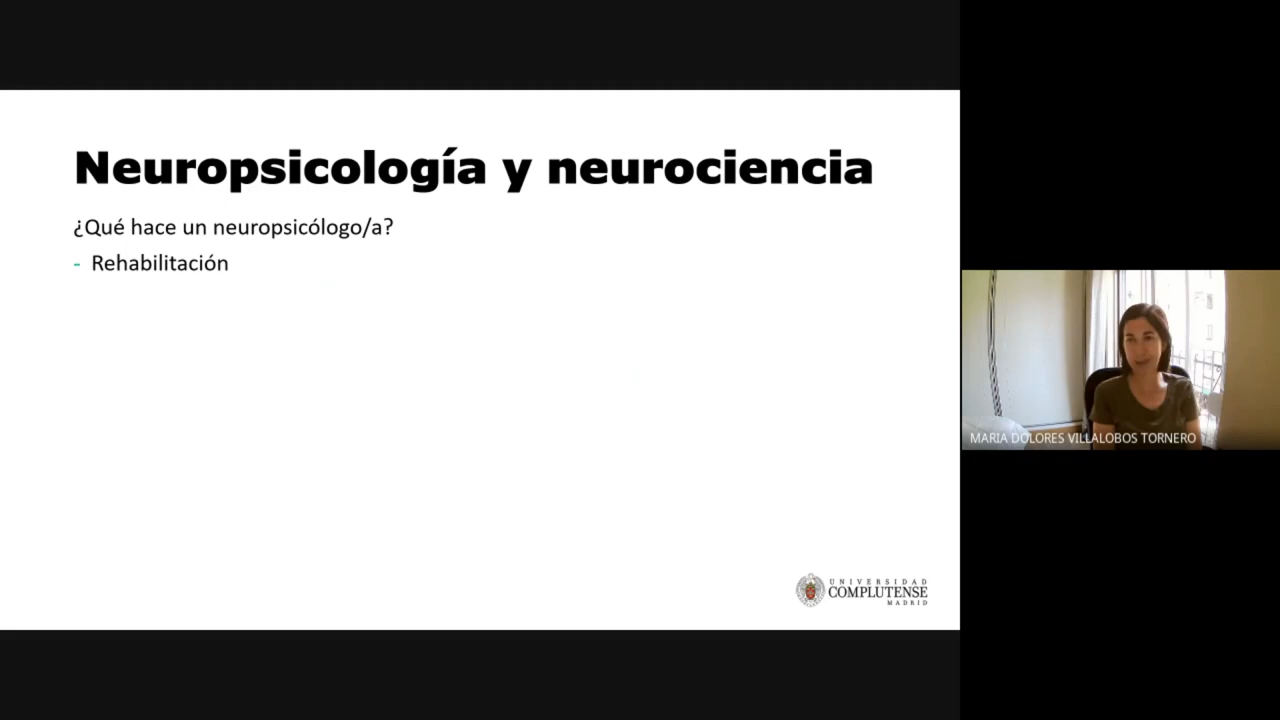 Neuropsicología y neurociencia
¿Qué hace un neuropsicólogo/a?
- Rehabilitación
UNIVERSIDAD
COMPLUTENSE
MADRID
MARIA DOLORES VILLALOBOS TORNERO